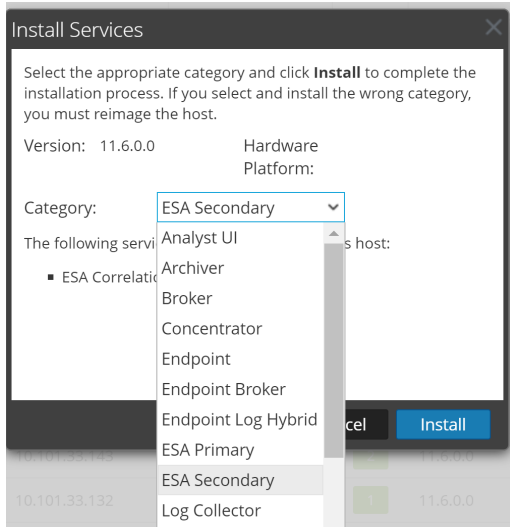 Install Services
Select the appropriate category and click Install to complete the
installation process. If you select and install the wrong category,
you must reimage the host.
Version: 11.6.0.0 Hardware
Platform:
Category: ESA Secondary
The following servi s host:
ESA Correlatio
Analyst UI
Archiver
Broker
Concentrator
Endpoint
Endpoint Broker
Endpoint Log Hybrid
ESA Primary
ESA Secondary
Log Collector
cel Install
10.101.33.143 1 11.6.0.0
10.101.33.132 1 11.6.0.0